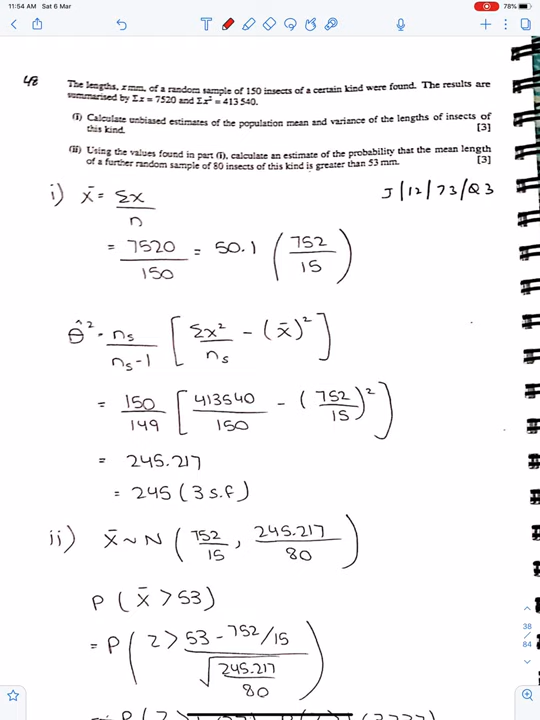 11:54 AM Sat 6 Mar
78%
48
The lengths, x mm, of a random sample of 150 insects of a certain kind were found. The results are
summarised by Σx = 7520 and Σx² = 413 540.
(i) Calculate unbiased estimates of the population mean and variance of the lengths of insects of
this kind. [3]
(ii) Using the values found in part (i), calculate an estimate of the probability that the mean length
of a further random sample of 80 insects of this kind is greater than 53 mm. [3]
J/12/73/Q3
i) x̄ = Σx / n
= 7520 / 150 = 50.1 (752 / 15)
θ̂² = ns / (ns - 1) [Σx² / ns - (x̄)²]
= 150 / 149 [413540 / 150 - (752 / 15)²]
= 245.217
= 245 (3 s.f)
ii) X̄ ~ N (752 / 15, 245.217 / 80)
P (X̄ > 53)
= P (Z > (53 - 752/15) / √(245.217 / 80))
38
/
84